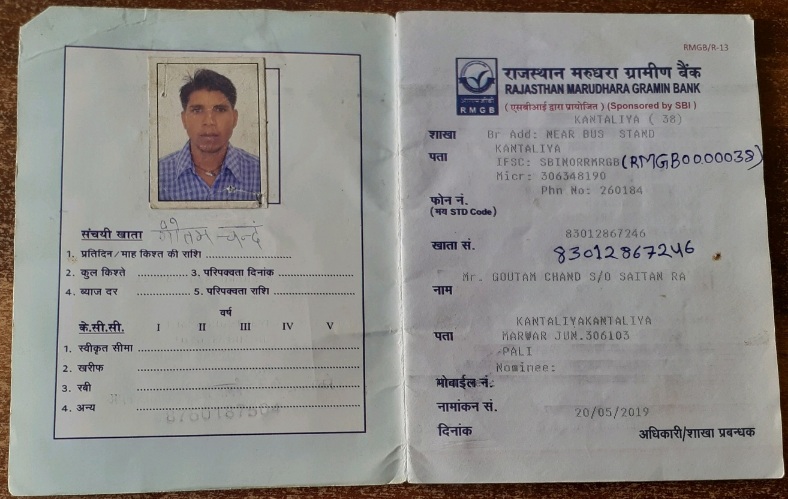 संचयी खाता गौतम चन्द
1. प्रतिदिन/माह किश्त की राशि
2. कुल किश्ते 3. परिपक्वता दिनांक
4. ब्याज दर 5. परिपक्वता राशि
वर्ष
के.सी.सी. I II III IV V
1. स्वीकृत सीमा
2. खरीफ
3. रबी
4. अन्य
RMGB/R-13
राजस्थान मरुधरा ग्रामीण बैंक
RAJASTHAN MARUDHARA GRAMIN BANK
(एसबीआई द्वारा प्रायोजित) (Sponsored by SBI)
RMGB
KANTALIYA ( 38)
शाखा Br Add: NEAR BUS STAND
पता KANTALIYA
IFSC: SBIN0RRMRGB (RMGB0000038)
Micr: 306348190
Phn No: 260184
फोन नं.
(मय STD Code)
83012867246
खाता सं. 83012867246
Mr. GOUTAM CHAND S/O SAITAN RA
नाम
KANTALIYAKANTALIYA
पता MARWAR JUN.306103
PALI
Nominee:
मोबाईल नं.
नामांकन सं. 20/05/2019
दिनांक अधिकारी/शाखा प्रबन्धक